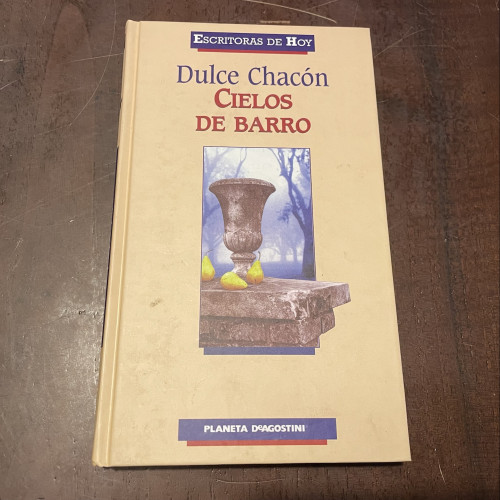 ESCRITORAS DE HOY
Dulce Chacón
CIELOS
DE BARRO
PLANETA DeAGOSTINI